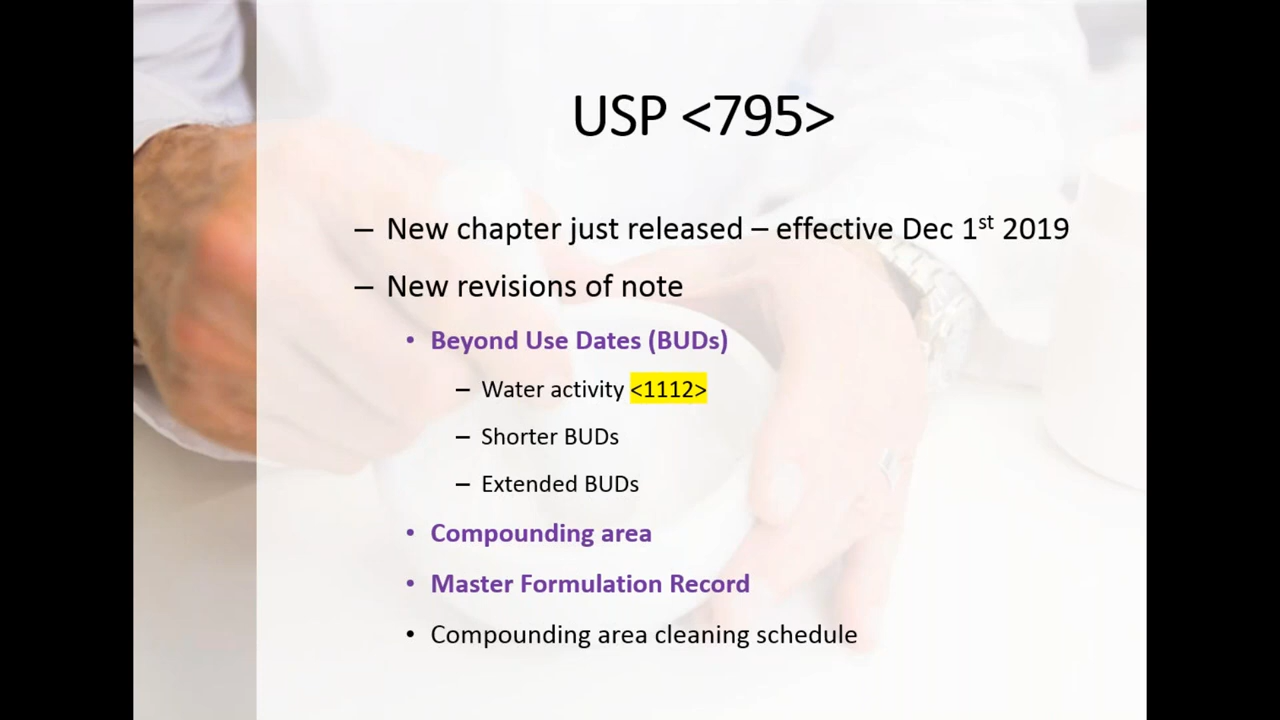 USP <795>
– New chapter just released – effective Dec 1st 2019
– New revisions of note
• Beyond Use Dates (BUDs)
– Water activity <1112>
– Shorter BUDs
– Extended BUDs
• Compounding area
• Master Formulation Record
• Compounding area cleaning schedule